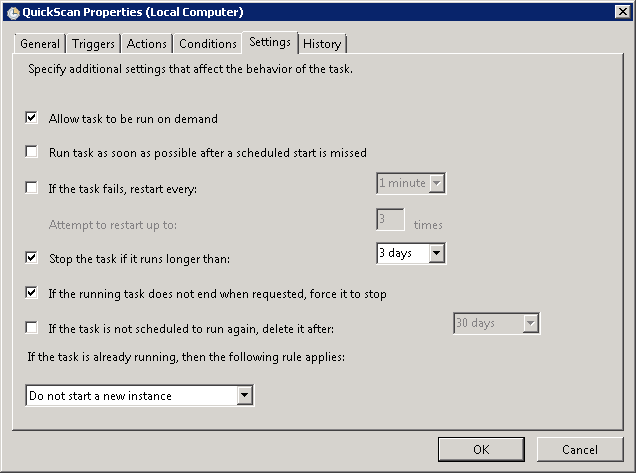 QuickScan Properties (Local Computer)
General Triggers Actions Conditions Settings History
Specify additional settings that affect the behavior of the task.
Allow task to be run on demand
Run task as soon as possible after a scheduled start is missed
If the task fails, restart every: 1 minute
Attempt to restart up to: 3 times
Stop the task if it runs longer than: 3 days
If the running task does not end when requested, force it to stop
If the task is not scheduled to run again, delete it after: 30 days
If the task is already running, then the following rule applies:
Do not start a new instance
OK Cancel